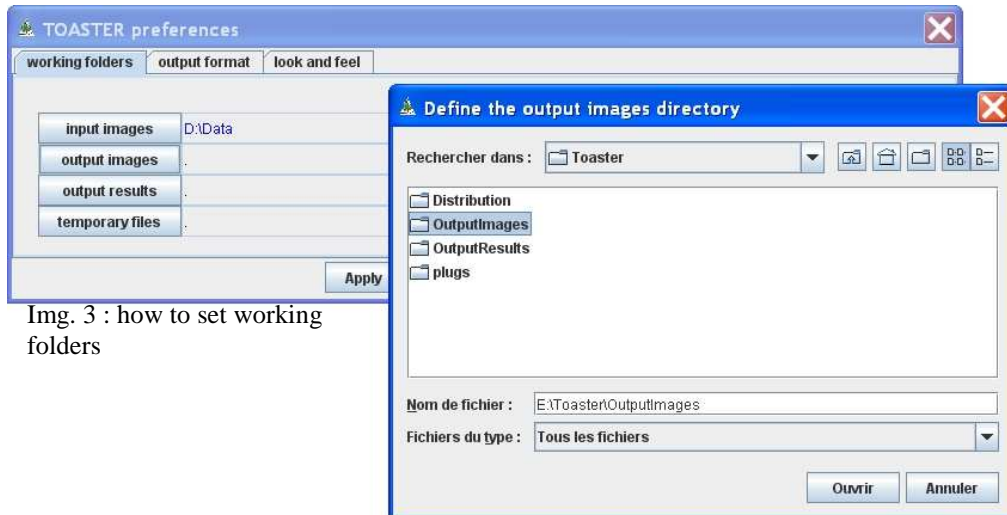 TOASTER preferences
working folders output format look and feel
input images D:\Data
output images .
output results .
temporary files .
Apply
Img. 3 : how to set working
folders
Define the output images directory
Rechercher dans : Toaster
Distribution
OutputImages
OutputResults
plugs
Nom de fichier : E:\Toaster\OutputImages
Fichiers du type : Tous les fichiers
Ouvrir Annuler